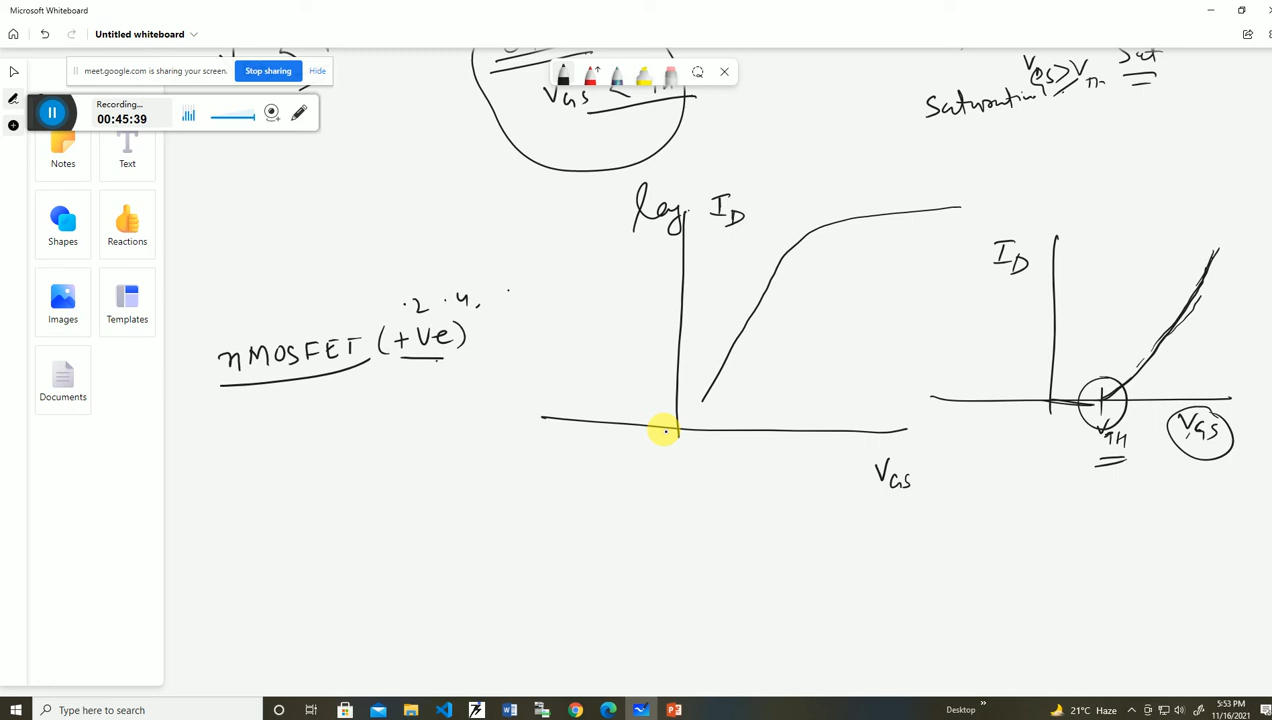 Microsoft Whiteboard
Untitled whiteboard
meet.google.com is sharing your screen.
Stop sharing
Hide
Recording...
00:45:39
Notes
Text
Shapes
Reactions
Images
Templates
Documents
VGS <
VGS > VTh
Sat
Saturation
log ID
VGS
ID
VTH
VGS
.2 .4.
nMOSFET (+Ve)
Type here to search
Desktop
21°C Haze
5:53 PM
11/16/2021